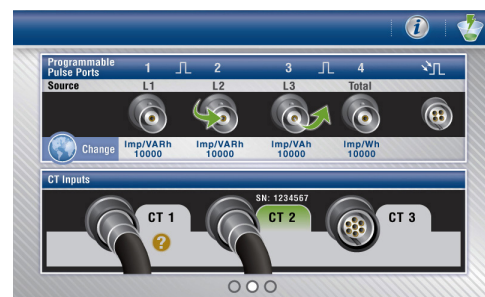 i
Programmable 1 2 3 4
Pulse Ports
Source L1 L2 L3 Total
Change Imp/VARh Imp/VARh Imp/VAh Imp/Wh
10000 10000 10000 10000
CT Inputs
SN: 1234567
CT 1 CT 2 CT 3
?